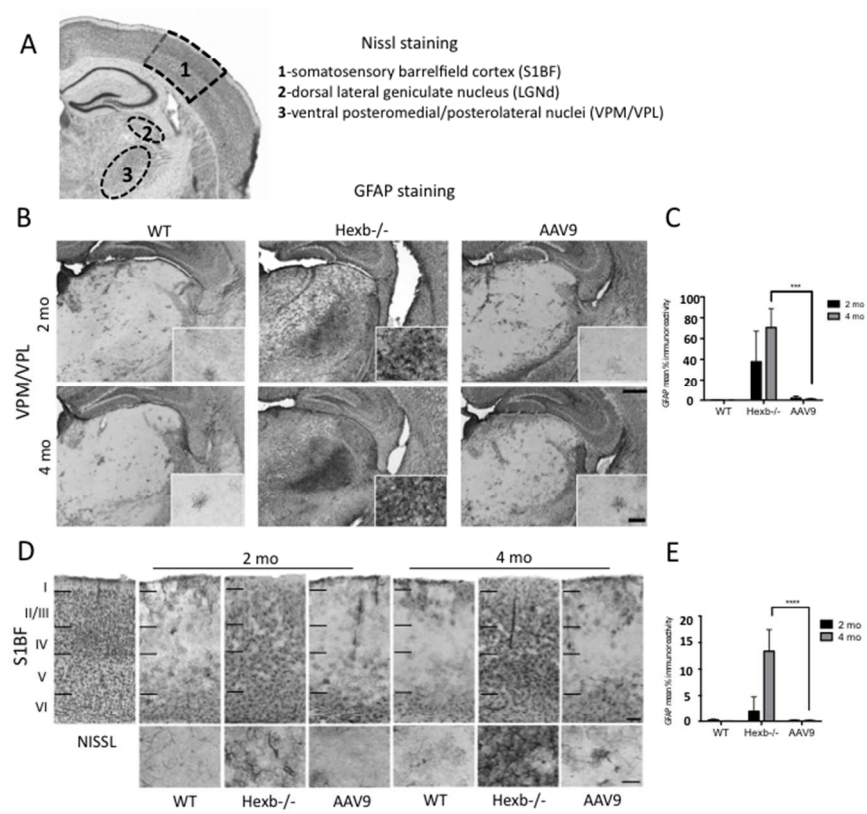 A
Nissl staining
1-somatosensory barrelfield cortex (S1BF)
2-dorsal lateral geniculate nucleus (LGNd)
3-ventral posteromedial/posterolateral nuclei (VPM/VPL)
1
2
3
GFAP staining
B
WT
Hexb-/-
AAV9
VPM/VPL
2 mo
4 mo
C
GFAP mean % immunoreactivity
100
80
60
40
20
0
***
2 mo
4 mo
WT
Hexb-/-
AAV9
D
2 mo
4 mo
S1BF
I
II/III
IV
V
VI
NISSL
WT
Hexb-/-
AAV9
WT
Hexb-/-
AAV9
E
GFAP mean % immunoreactivity
20
15
10
5
0
****
2 mo
4 mo
WT
Hexb-/-
AAV9